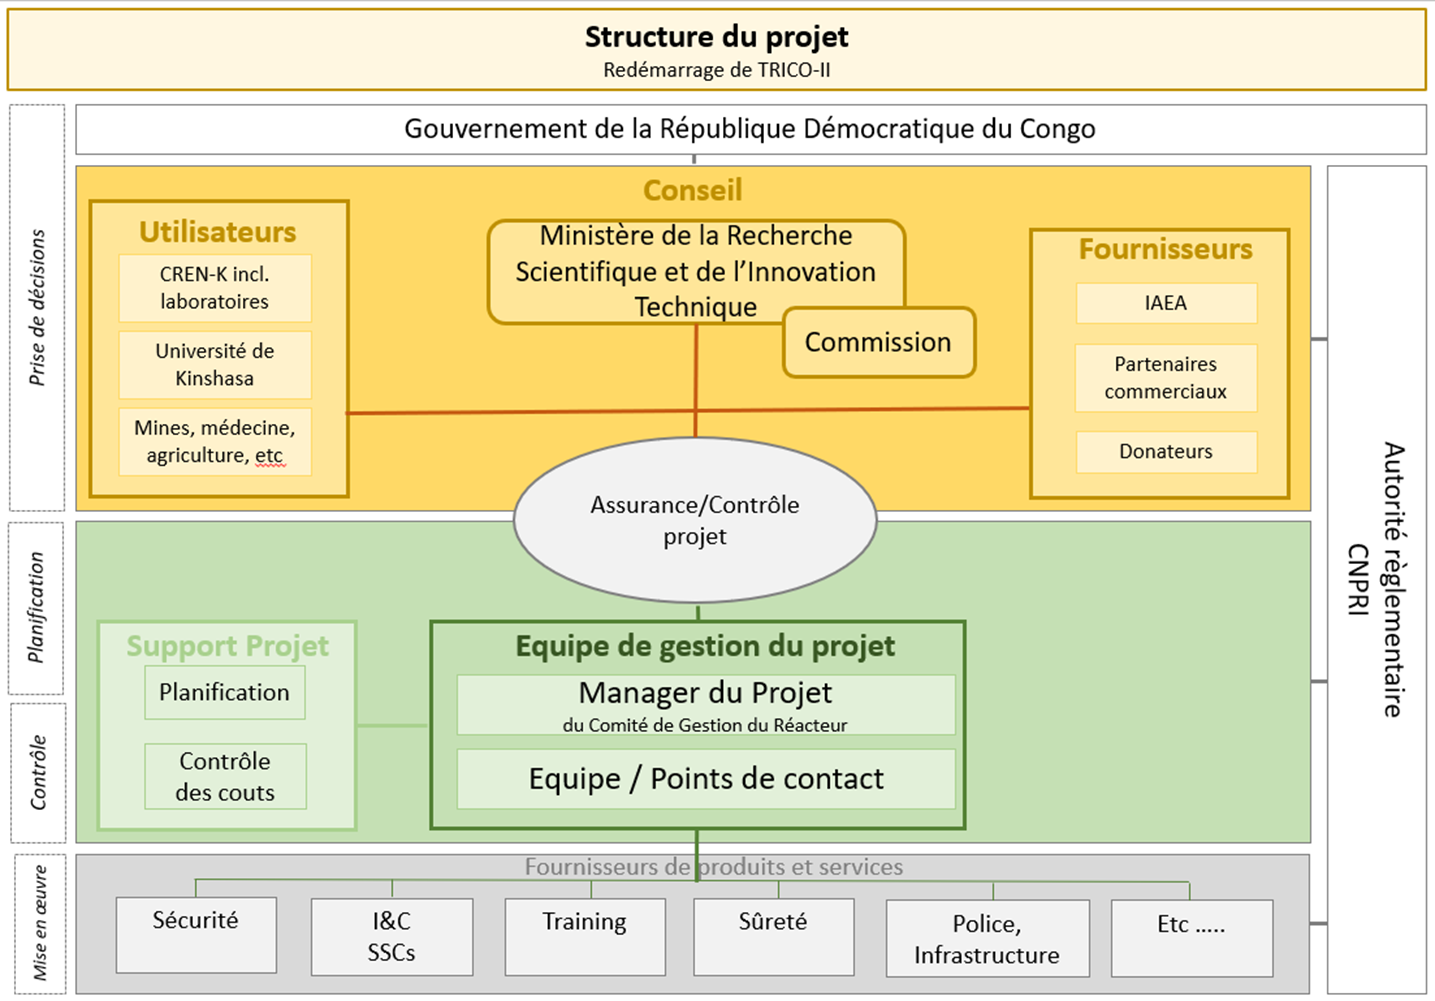 Structure du projet
Redémarrage de TRICO-II
Gouvernement de la République Démocratique du Congo
Prise de décisions
Conseil
Utilisateurs
CREN-K incl.
laboratoires
Université de
Kinshasa
Mines, médecine,
agriculture, etc
Ministère de la Recherche
Scientifique et de l’Innovation
Technique
Commission
Fournisseurs
IAEA
Partenaires
commerciaux
Donateurs
Assurance/Contrôle
projet
Autorité règlementaire
CNPRI
Planification
Contrôle
Support Projet
Planification
Contrôle
des couts
Equipe de gestion du projet
Manager du Projet
du Comité de Gestion du Réacteur
Equipe / Points de contact
Mise en œuvre
Fournisseurs de produits et services
Sécurité
I&C
SSCs
Training
Sûreté
Police,
Infrastructure
Etc .....